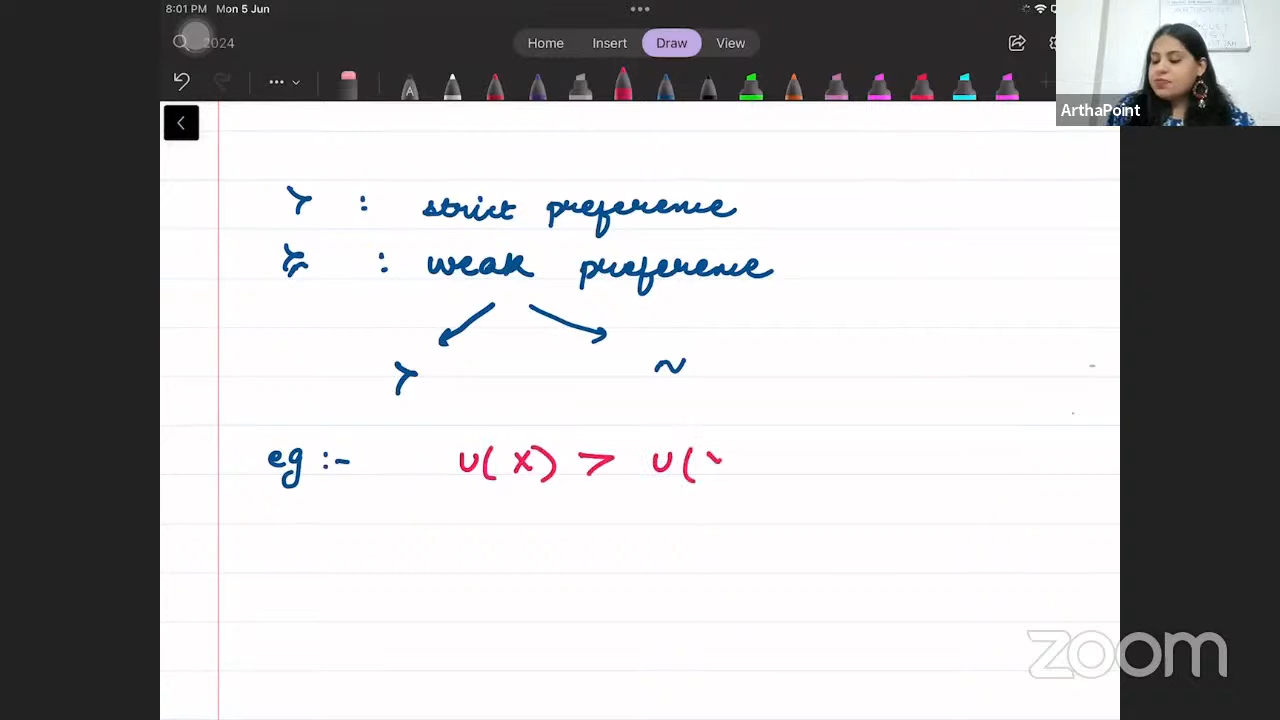 8:01 PM Mon 5 Jun
2024
Home Insert Draw View
A
ArthaPoint
≻ : strict preference
≿ : weak preference
≻ ~
eg :- U( X ) > U(
zoom